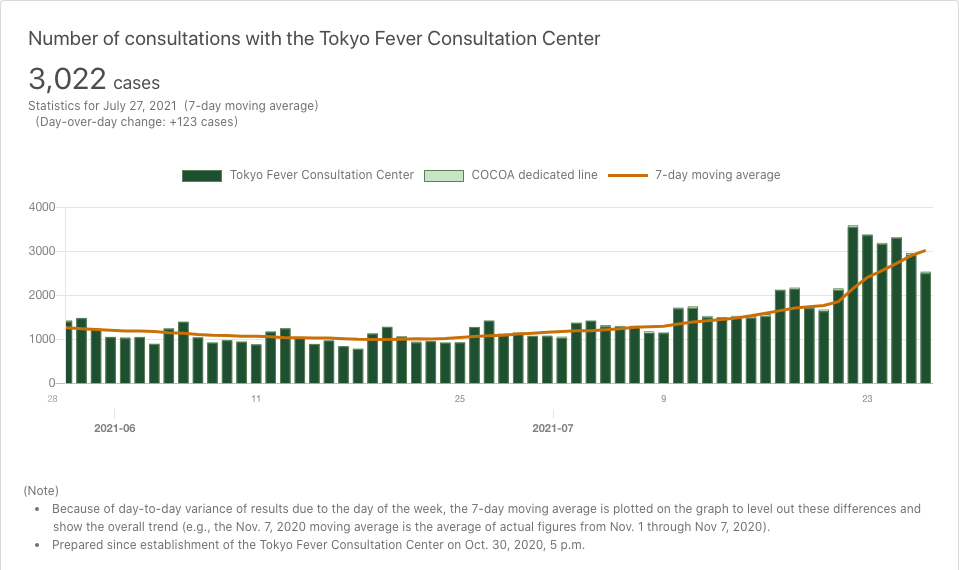 Number of consultations with the Tokyo Fever Consultation Center
3,022 cases
Statistics for July 27, 2021 (7-day moving average)
(Day-over-day change: +123 cases)
Tokyo Fever Consultation Center COCOA dedicated line 7-day moving average
4000
3000
2000
1000
0
28 11 25 9 23
2021-06 2021-07
(Note)
• Because of day-to-day variance of results due to the day of the week, the 7-day moving average is plotted on the graph to level out these differences and
show the overall trend (e.g., the Nov. 7, 2020 moving average is the average of actual figures from Nov. 1 through Nov 7, 2020).
• Prepared since establishment of the Tokyo Fever Consultation Center on Oct. 30, 2020, 5 p.m.